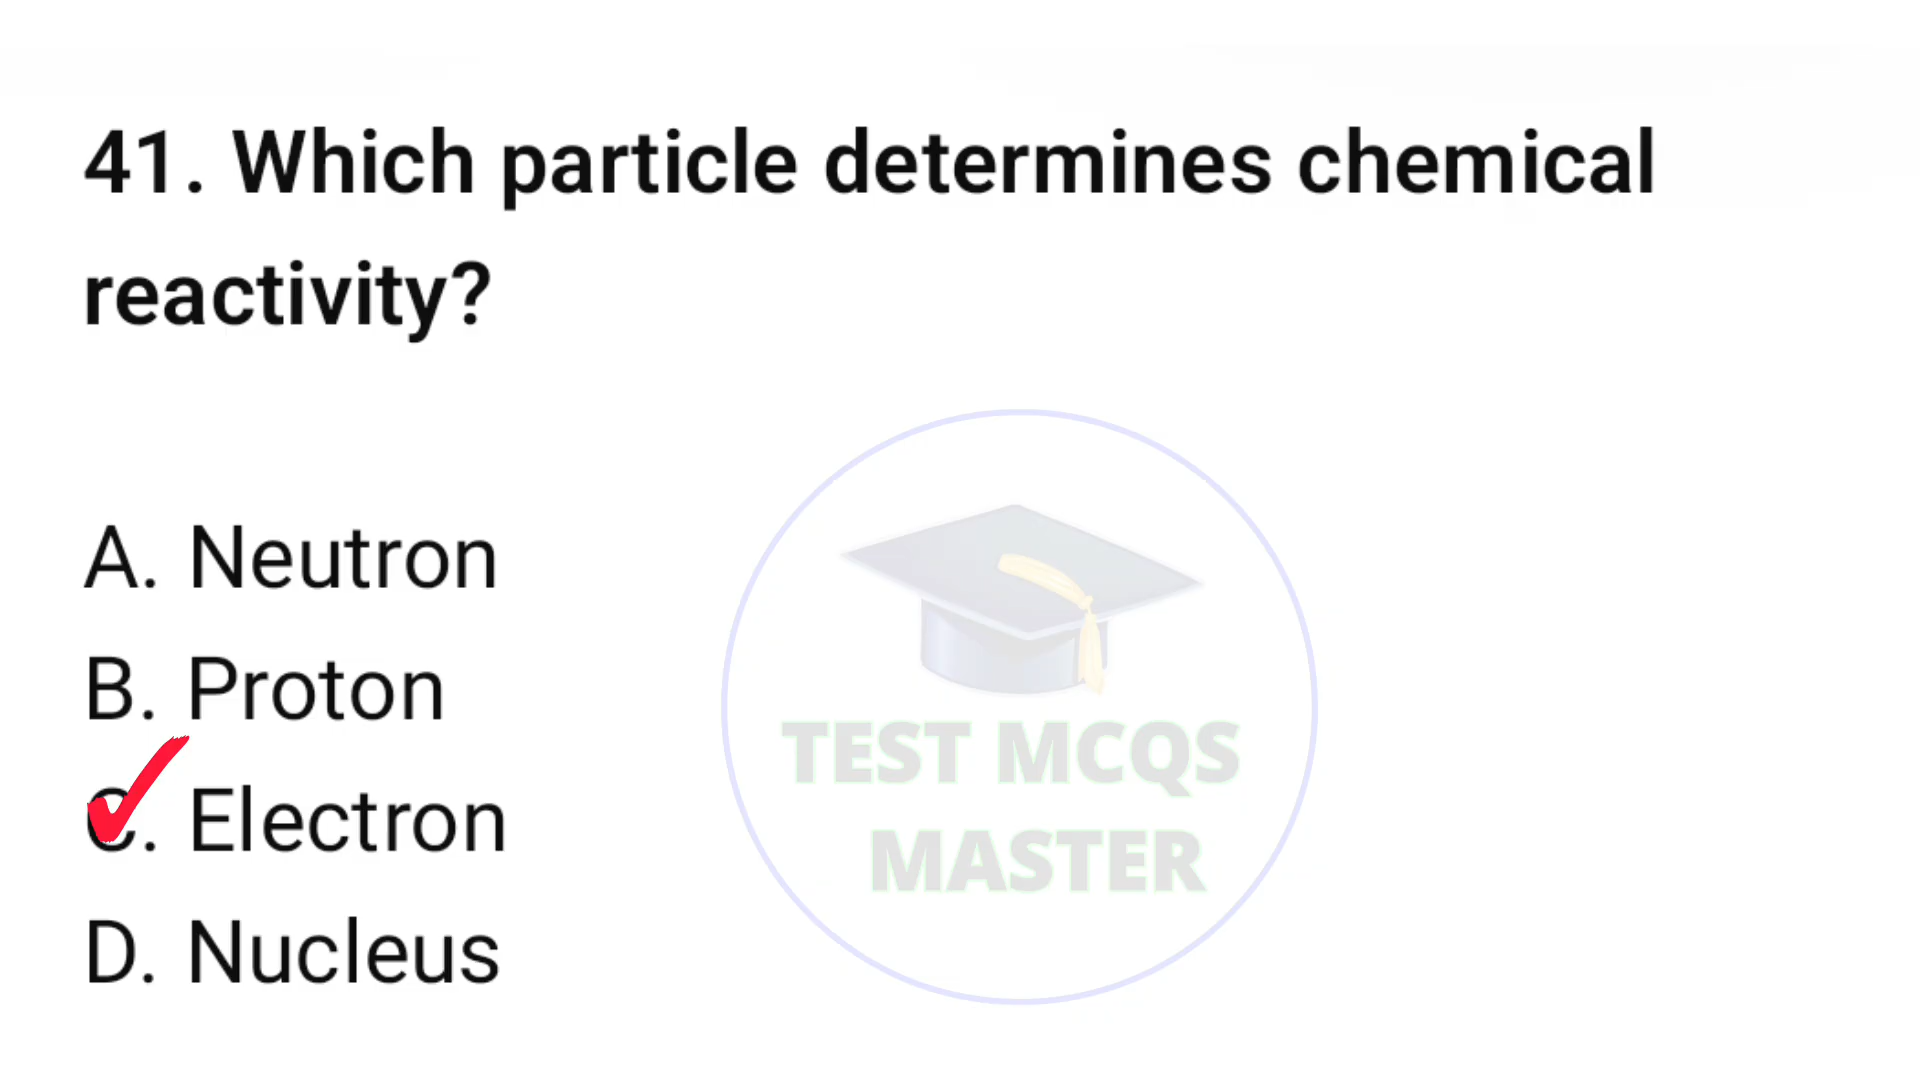 41. Which particle determines chemical
reactivity?
A. Neutron
B. Proton
C. Electron
D. Nucleus
TEST MCQS
MASTER